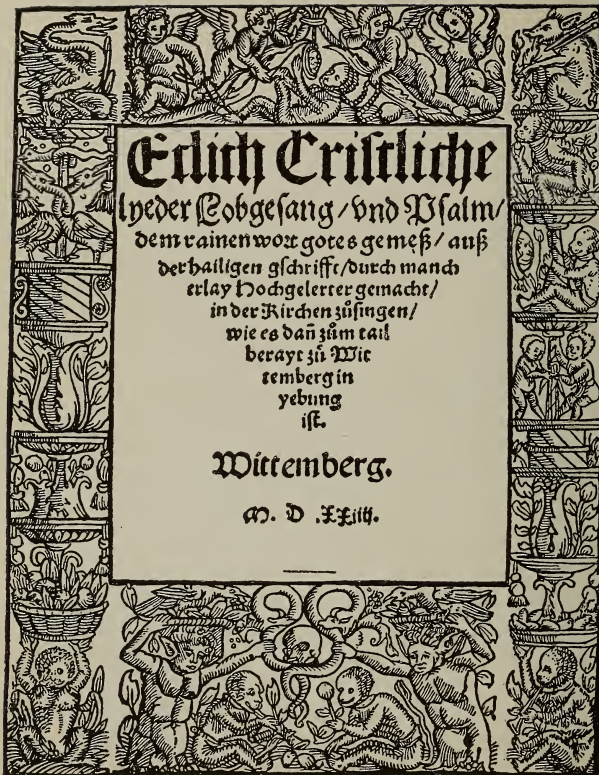 Etlich Cristliche
lyeder Lobgesang / vnd Psalm /
dem rainen wort gotes gemeß / auß
der hailigen gschrifft / durch manch
erlay Hochgelerter gemacht /
in der Kirchen zůsingen /
wie es dañ zům tail
berayt zů Wit
temberg in
yebung
ist.
Wittemberg.
M. D .XXiiij.